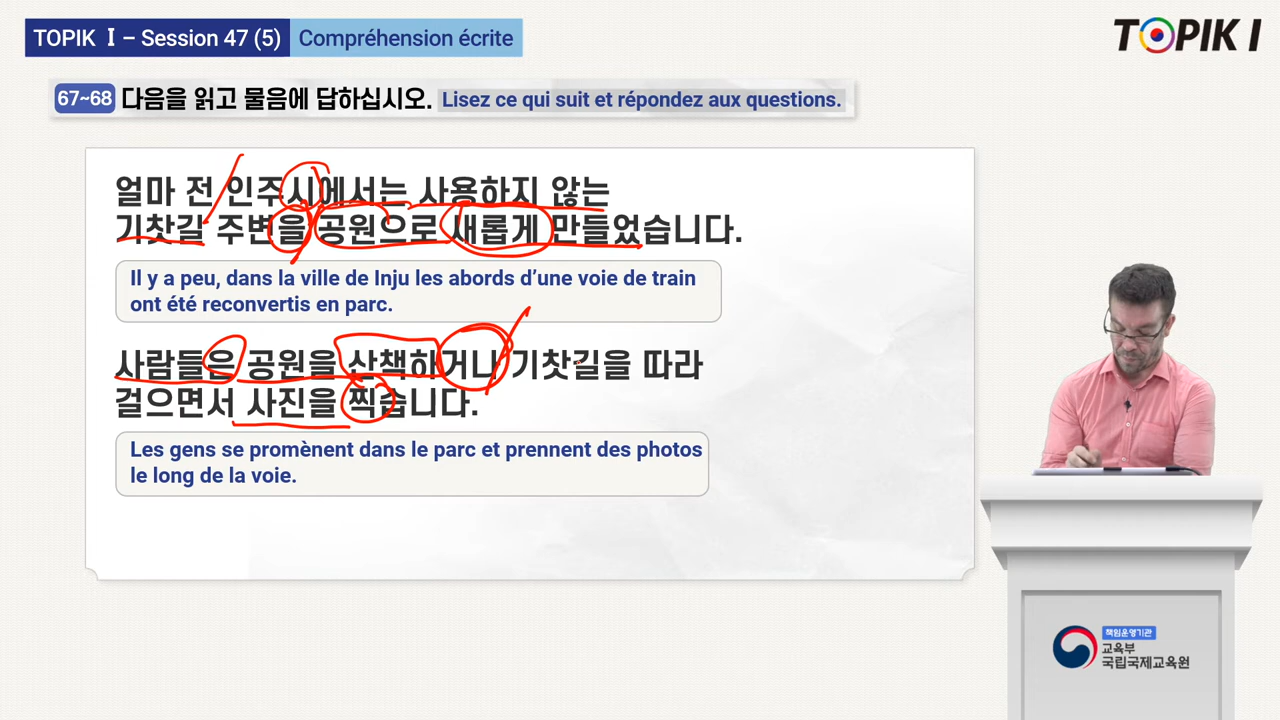 TOPIK Ⅰ – Session 47 (5) Compréhension écrite
TOPIK I
67~68 다음을 읽고 물음에 답하십시오. Lisez ce qui suit et répondez aux questions.
얼마 전 인주시에서는 사용하지 않는
기찻길 주변을 공원으로 새롭게 만들었습니다.
Il y a peu, dans la ville de Inju les abords d’une voie de train
ont été reconvertis en parc.
사람들은 공원을 산책하거나 기찻길을 따라
걸으면서 사진을 찍습니다.
Les gens se promènent dans le parc et prennent des photos
le long de la voie.
책임운영기관
교육부
국립국제교육원